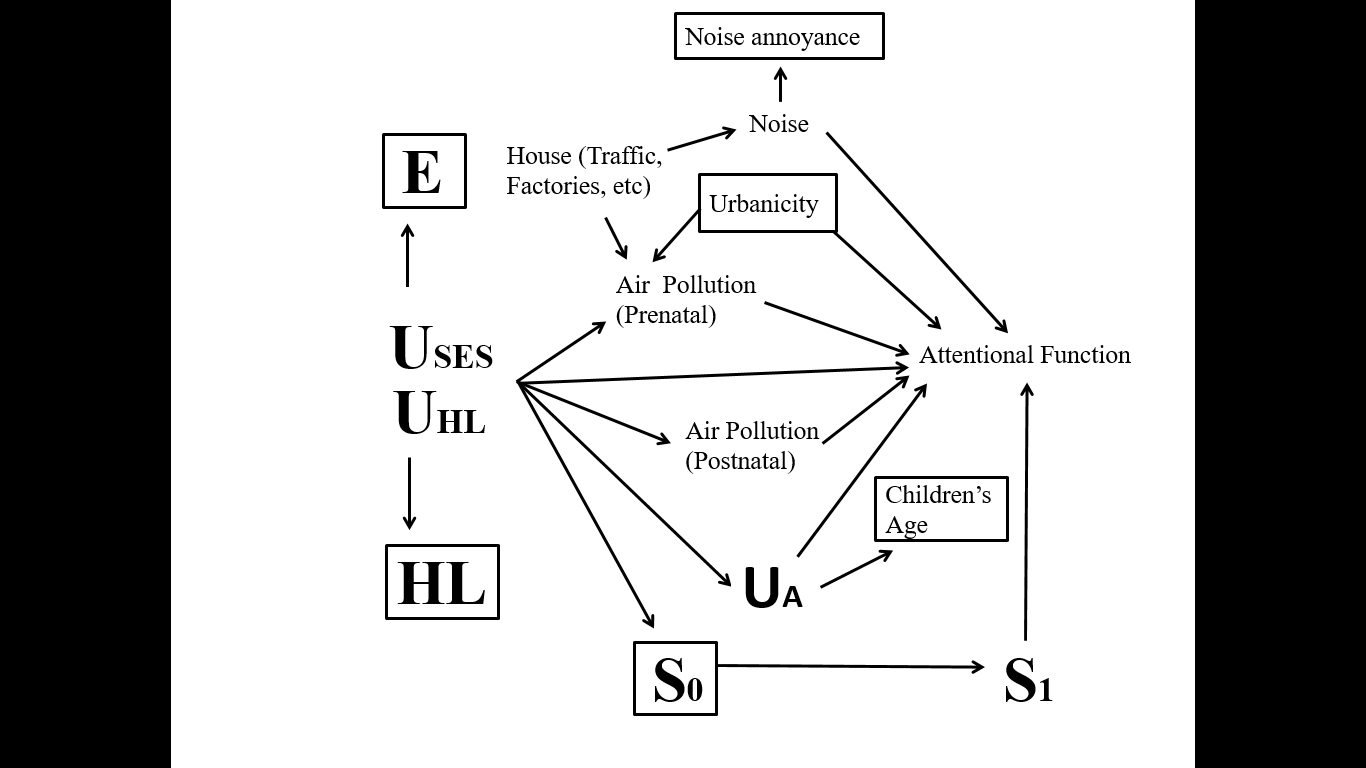 Noise annoyance
Noise
E
House (Traffic,
Factories, etc)
Urbanicity
Air Pollution
(Prenatal)
USES
UHL
Attentional Function
Air Pollution
(Postnatal)
Children’s
Age
HL
UA
S0
S1